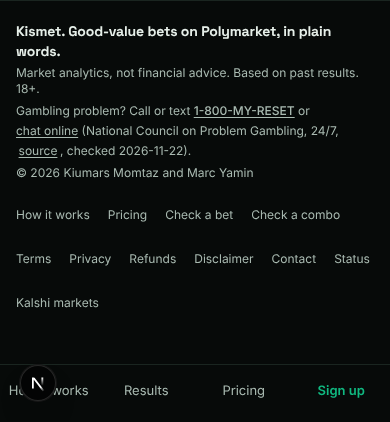 Kismet. Good-value bets on Polymarket, in plain
words.
Market analytics, not financial advice. Based on past results.
18+.
Gambling problem? Call or text 1-800-MY-RESET or
chat online (National Council on Problem Gambling, 24/7,
source , checked 2026-11-22).
© 2026 Kiumars Momtaz and Marc Yamin
How it works Pricing Check a bet Check a combo
Terms Privacy Refunds Disclaimer Contact Status
Kalshi markets
N works Results Pricing Sign up